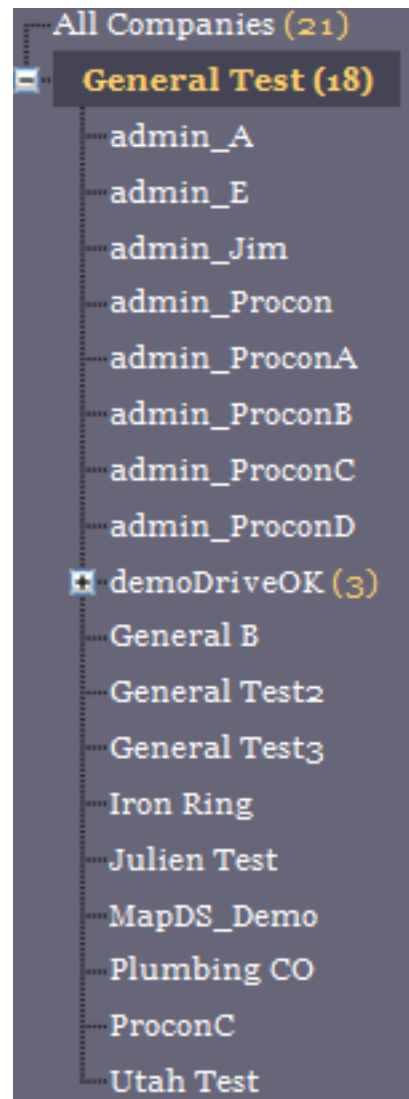 All Companies (21)
General Test (18)
admin_A
admin_E
admin_Jim
admin_Procon
admin_ProconA
admin_ProconB
admin_ProconC
admin_ProconD
demoDriveOK (3)
General B
General Test2
General Test3
Iron Ring
Julien Test
MapDS_Demo
Plumbing CO
ProconC
Utah Test